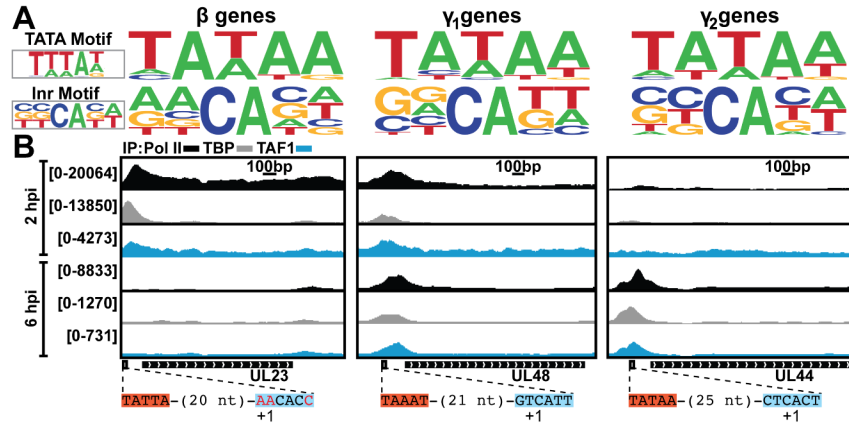 A
β genes
γ1genes
γ2genes
TATA Motif
Inr Motif
B
IP:Pol II TBP TAF1
100bp
100bp
100bp
2 hpi
[0-20064]
[0-13850]
[0-4273]
6 hpi
[0-8833]
[0-1270]
[0-731]
UL23
UL48
UL44
TATTA-(20 nt)-AACACC
+1
TAAAT-(21 nt)-GTCATT
+1
TATAA-(25 nt)-CTCACT
+1